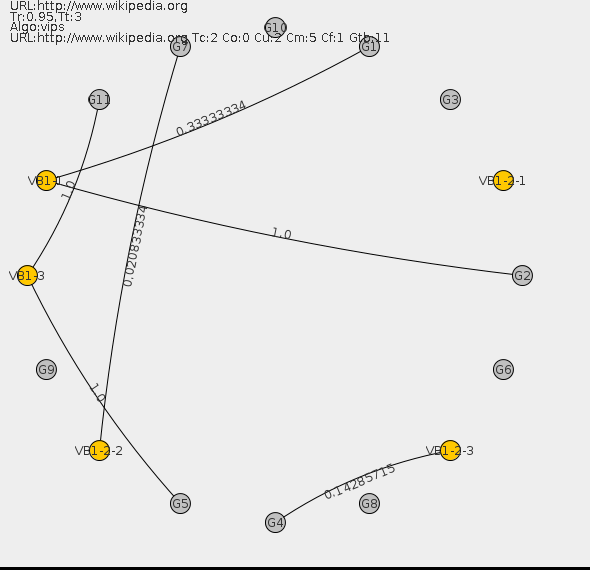 URL:http://www.wikipedia.org
Tr:0.95,Tt:3
Algo:vips
URL:http://www.wikipedia.org Tc:2 Co:0 Cu:2 Cm:5 Cf:1 Gtb:11
G10
G7
G1
G11
G3
0.33333334
VB1-1
1.0
VB1-2-1
0.020833334
1.0
VB1-3
G2
G9
G6
1.0
VB1-2-2
VB1-2-3
0.14285715
G5
G8
G4